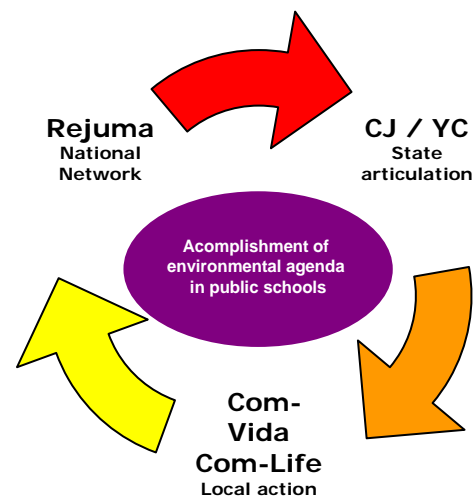 Rejuma
National
Network
CJ / YC
State
articulation
Acomplishment of
environmental agenda
in public schools
Com-
Vida
Com-Life
Local action